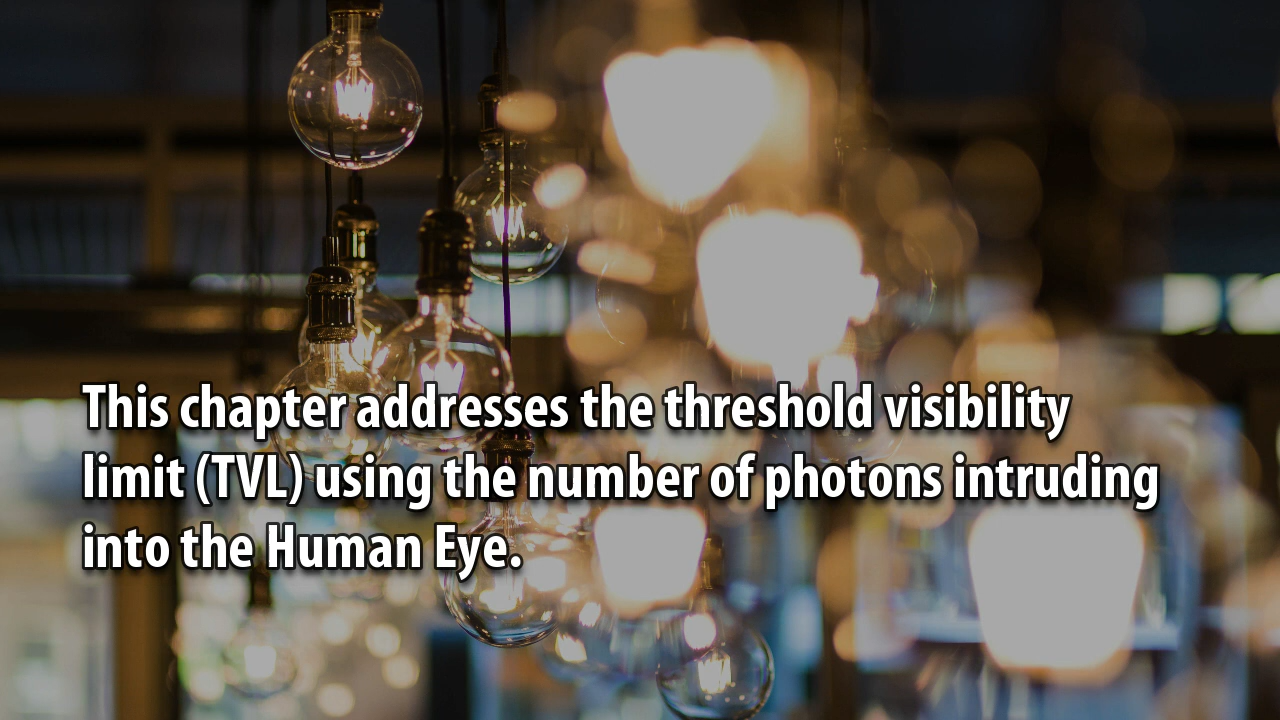 This chapter addresses the threshold visibility
limit (TVL) using the number of photons intruding
into the Human Eye.